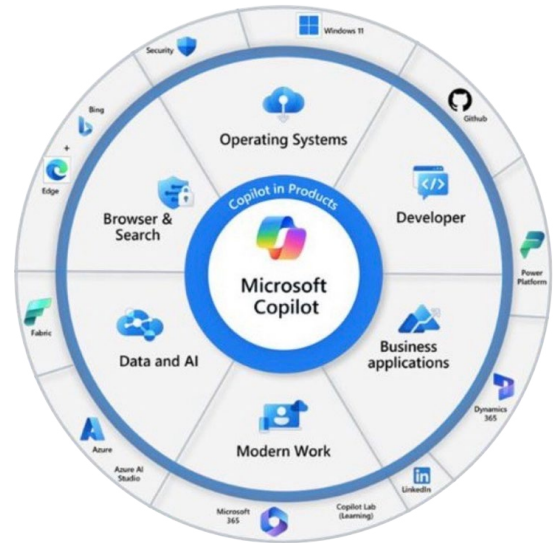 Windows 11
Security
Github
Bing
+
Edge
Operating Systems
Developer
Browser &
Search
Copilot in Products
Microsoft
Copilot
Power
Platform
Fabric
Data and AI
Business
applications
Dynamics
365
Azure
Azure AI
Studio
Modern Work
LinkedIn
in
Microsoft
365
Copilot Lab
(Learning)